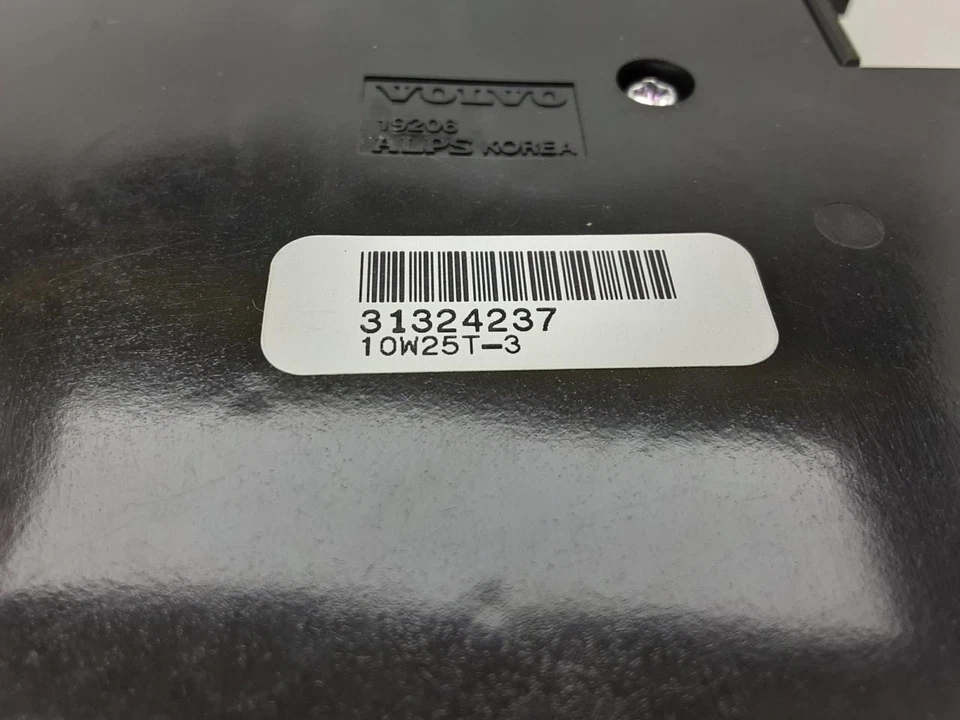 VOLVO
19206
ALPS KOREA
31324237
10W25T-3